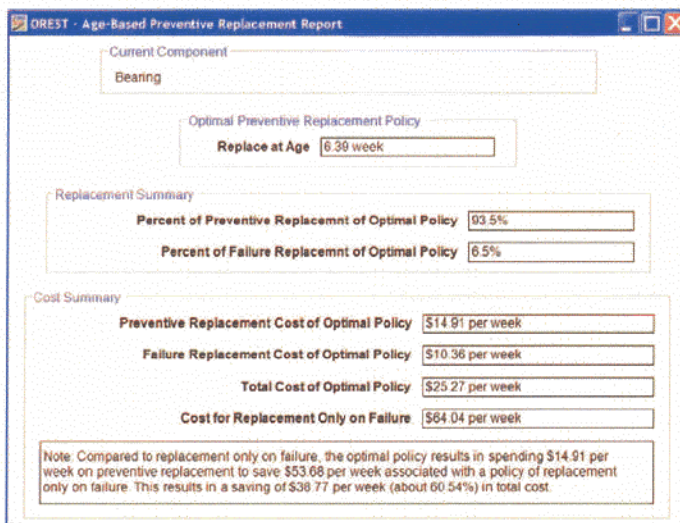 OREST - Age-Based Preventive Replacement Report
Current Component
Bearing
Optimal Preventive Replacement Policy
Replace at Age 6.39 week
Replacement Summary
Percent of Preventive Replacemnt of Optimal Policy 93.5%
Percent of Failure Replacemnt of Optimal Policy 6.5%
Cost Summary
Preventive Replacement Cost of Optimal Policy $14.91 per week
Failure Replacement Cost of Optimal Policy $10.36 per week
Total Cost of Optimal Policy $25.27 per week
Cost for Replacement Only on Failure $64.04 per week
Note: Compared to replacement only on failure, the optimal policy results in spending $14.91 per
week on preventive replacement to save $53.68 per week associated with a policy of replacement
only on failure. This results in a saving of $38.77 per week (about 60.54%) in total cost.